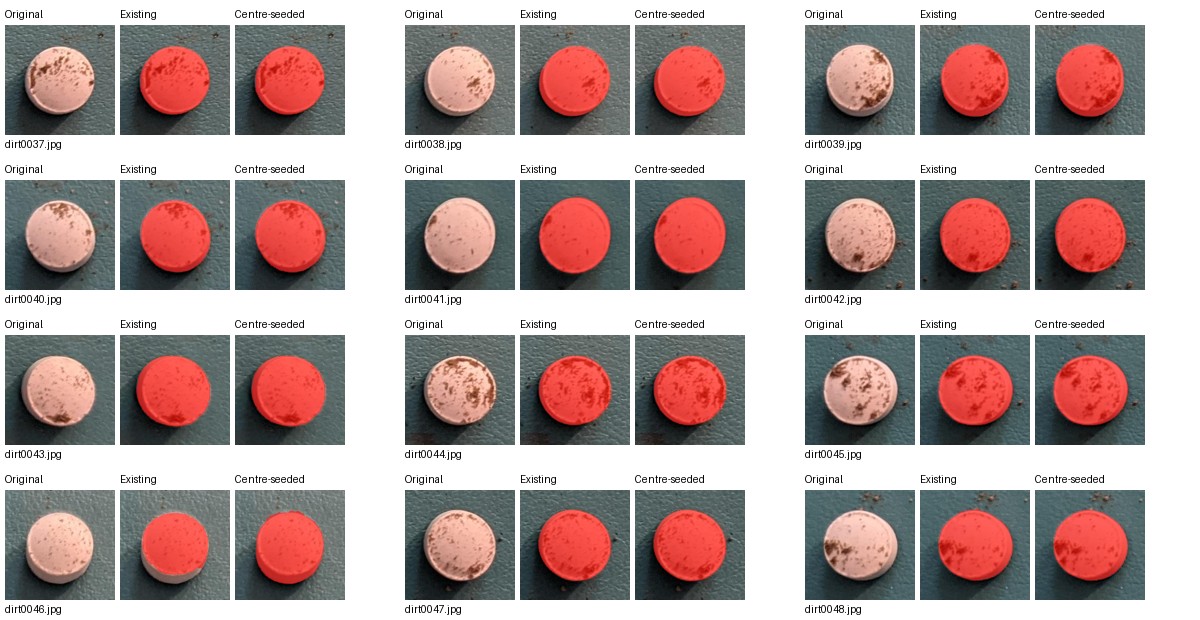 Original Existing Centre-seeded Original Existing Centre-seeded Original Existing Centre-seeded
dirt0037.jpg dirt0038.jpg dirt0039.jpg
Original Existing Centre-seeded Original Existing Centre-seeded Original Existing Centre-seeded
dirt0040.jpg dirt0041.jpg dirt0042.jpg
Original Existing Centre-seeded Original Existing Centre-seeded Original Existing Centre-seeded
dirt0043.jpg dirt0044.jpg dirt0045.jpg
Original Existing Centre-seeded Original Existing Centre-seeded Original Existing Centre-seeded
dirt0046.jpg dirt0047.jpg dirt0048.jpg